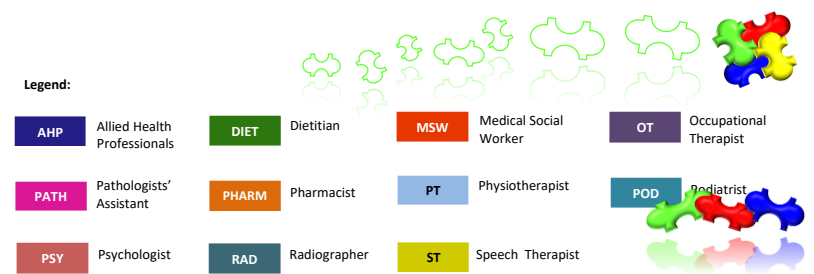 Legend:
AHP Allied Health
Professionals
DIET Dietitian
MSW Medical Social
Worker
OT Occupational
Therapist
PATH Pathologists’
Assistant
PHARM Pharmacist
PT Physiotherapist
POD Podiatrist
PSY Psychologist
RAD Radiographer
ST Speech Therapist